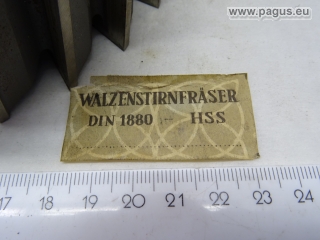 www.pagus.eu
WALZENSTIRNFRÄSER
DIN 1880 -- HSS
17 18 19 20 21 22 23 24